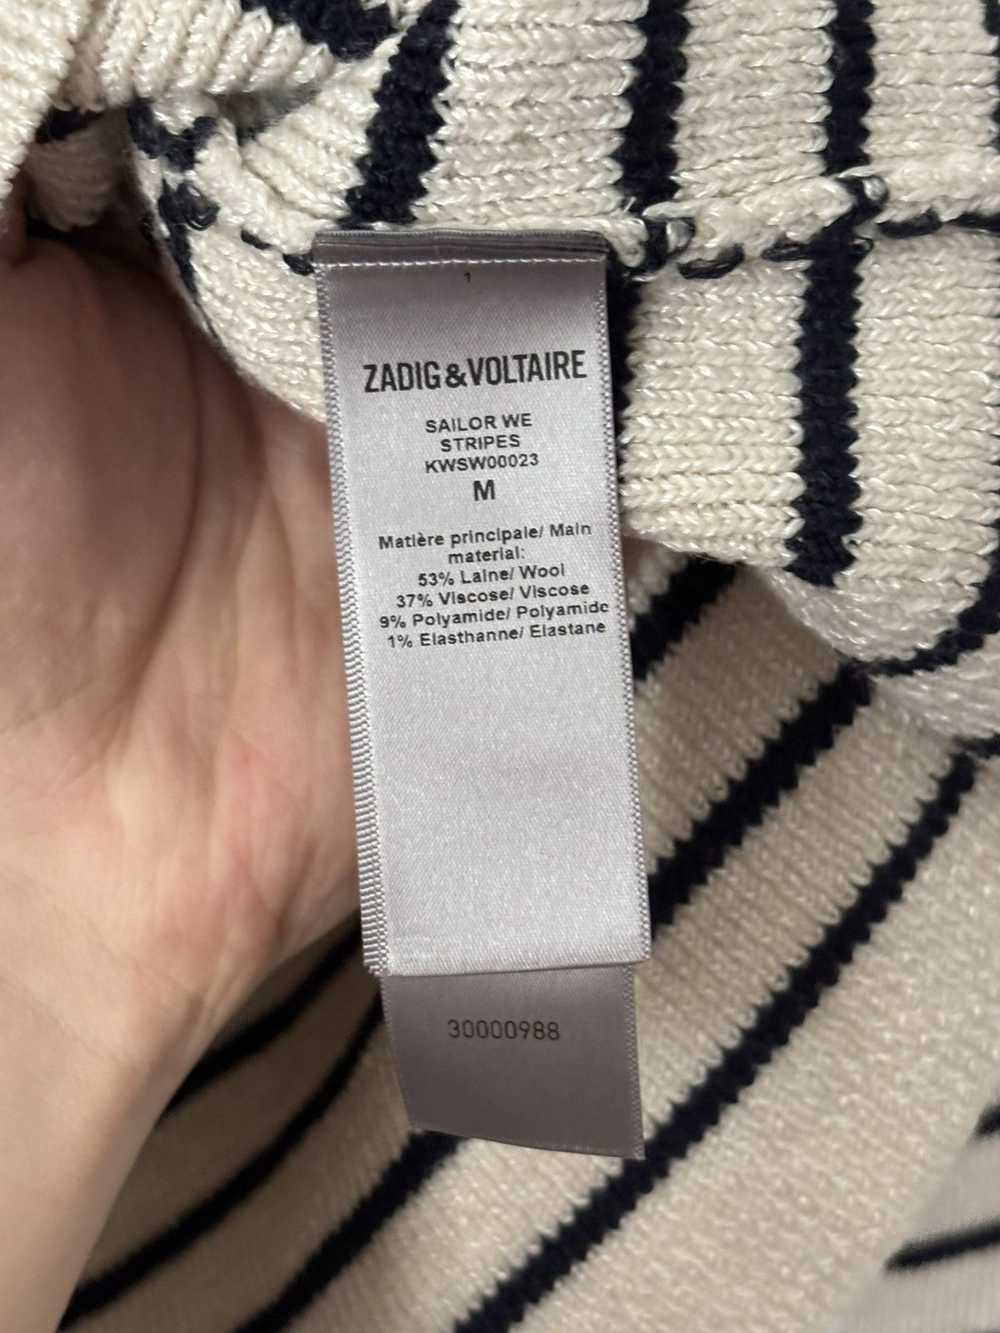 1
ZADIG&VOLTAIRE
SAILOR WE
STRIPES
KWSW00023
M
Matière principale/ Main
material:
53% Laine/ Wool
37% Viscose/ Viscose
9% Polyamide/ Polyamide
1% Elasthanne/ Elastane
30000988